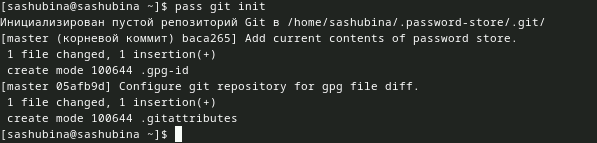 [sashubina@sashubina ~]$ pass git init
Инициализирован пустой репозиторий Git в /home/sashubina/.password-store/.git/
[master (корневой коммит) baca265] Add current contents of password store.
 1 file changed, 1 insertion(+)
 create mode 100644 .gpg-id
[master 05afb9d] Configure git repository for gpg file diff.
 1 file changed, 1 insertion(+)
 create mode 100644 .gitattributes
[sashubina@sashubina ~]$